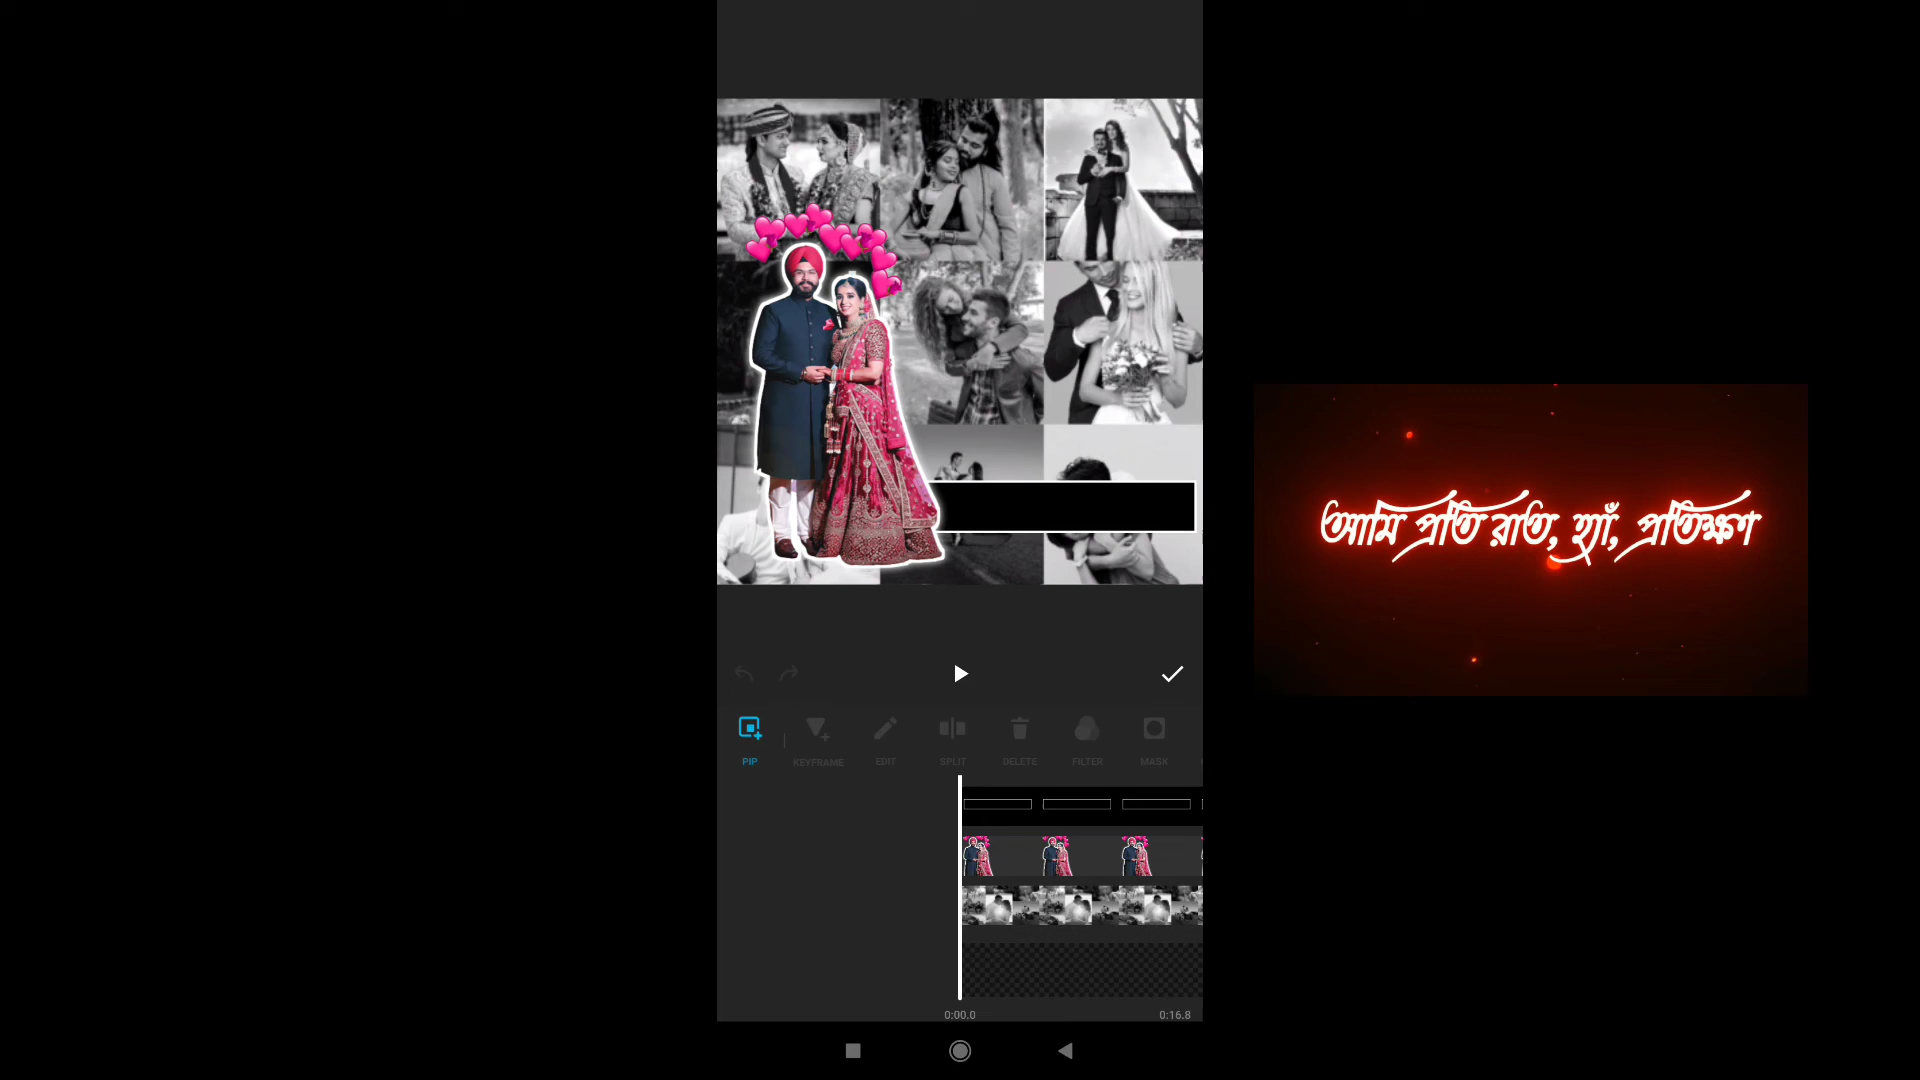 আমি প্রতি রাত, হ্যাঁ, প্রতিক্ষণ
PIP
KEYFRAME
EDIT
SPLIT
DELETE
FILTER
MASK
0:00.0
0:16.8